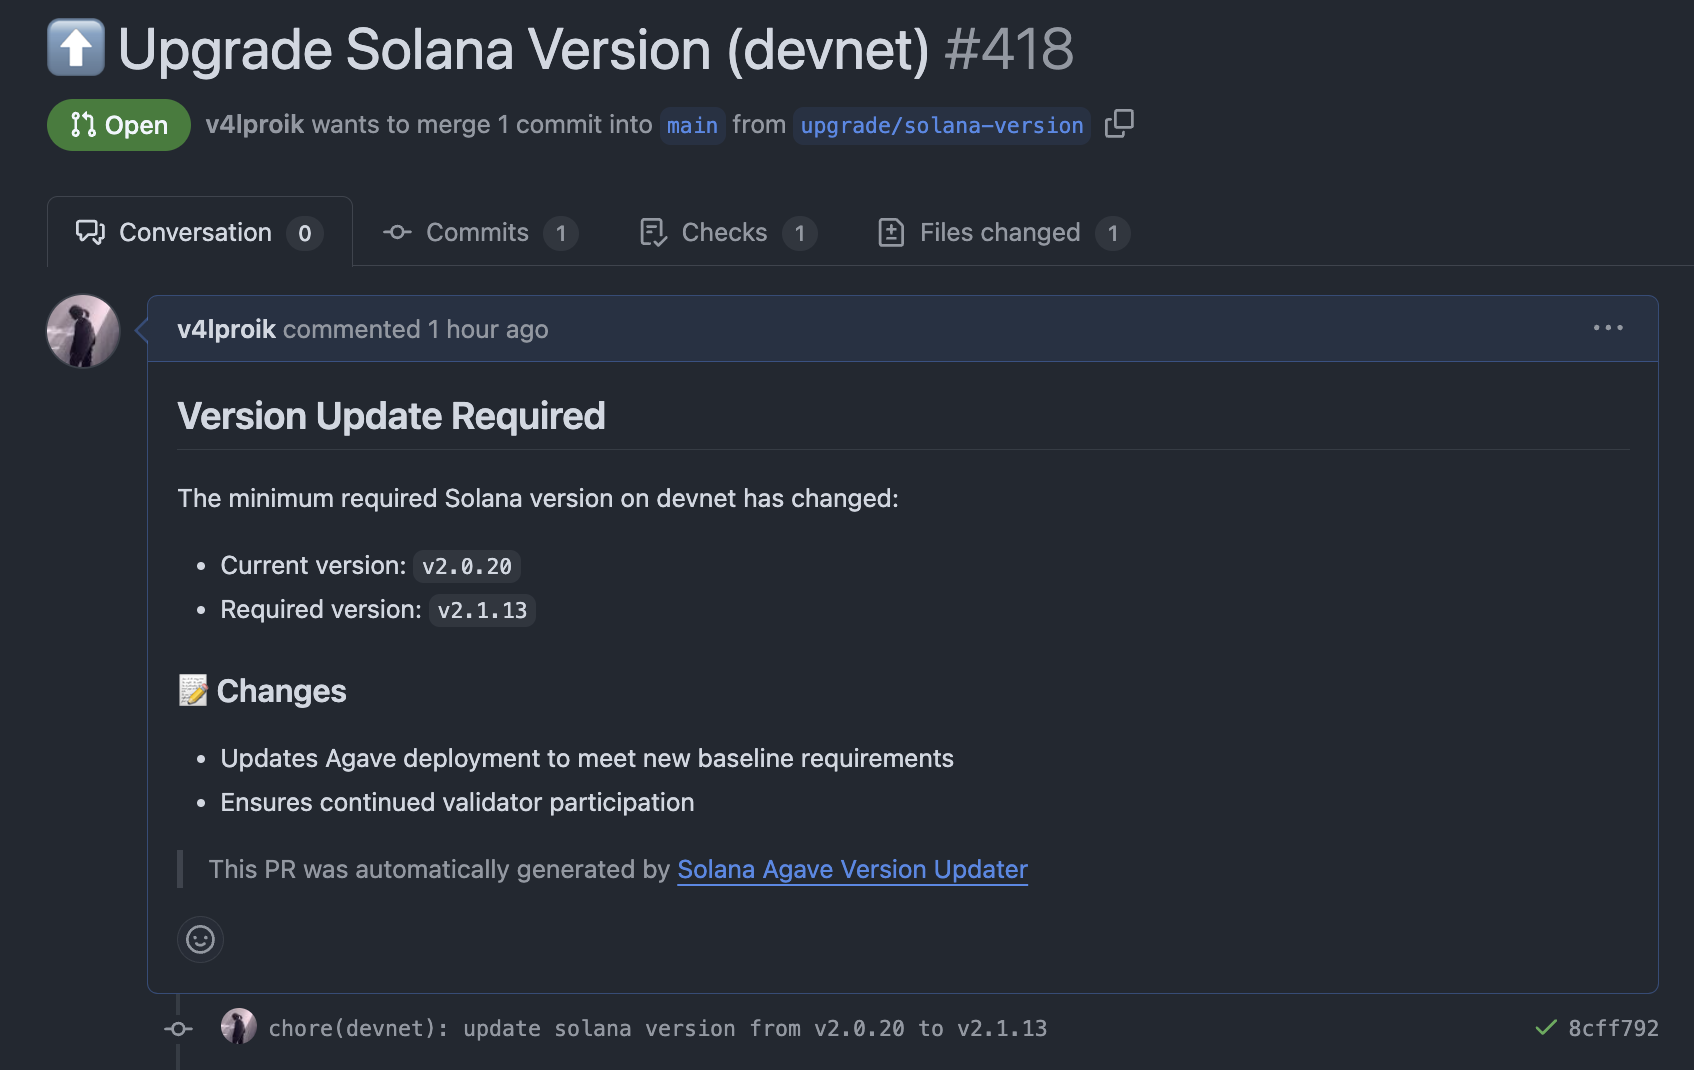 Upgrade Solana Version (devnet) #418
Open v4lproik wants to merge 1 commit into main from upgrade/solana-version
Conversation 0 Commits 1 Checks 1 Files changed 1
v4lproik commented 1 hour ago
Version Update Required
The minimum required Solana version on devnet has changed:
• Current version: v2.0.20
• Required version: v2.1.13
Changes
• Updates Agave deployment to meet new baseline requirements
• Ensures continued validator participation
This PR was automatically generated by Solana Agave Version Updater
chore(devnet): update solana version from v2.0.20 to v2.1.13 8cff792